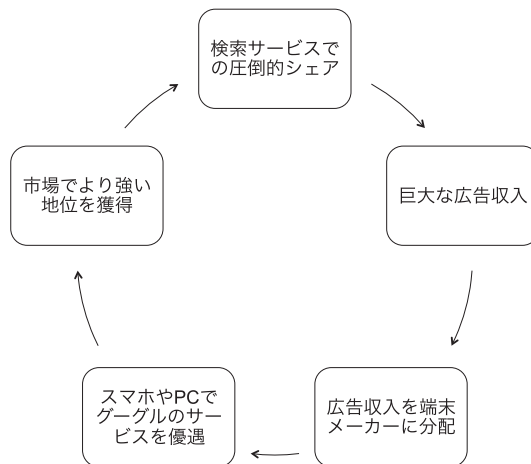 検索サービスで
の圧倒的シェア
巨大な広告収入
広告収入を端末
メーカーに分配
スマホやPCで
グーグルのサー
ビスを優遇
市場でより強い
地位を獲得